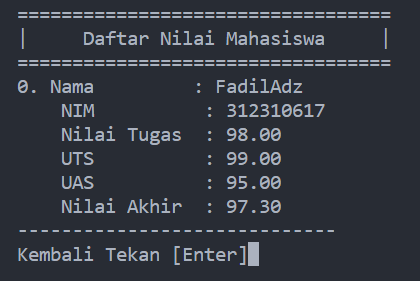 ==================================
|     Daftar Nilai Mahasiswa     |
==================================
0. Nama         : FadilAdz
    NIM          : 312310617
    Nilai Tugas  : 98.00
    UTS          : 99.00
    UAS          : 95.00
    Nilai Akhir  : 97.30
-----------------------------
Kembali Tekan [Enter]